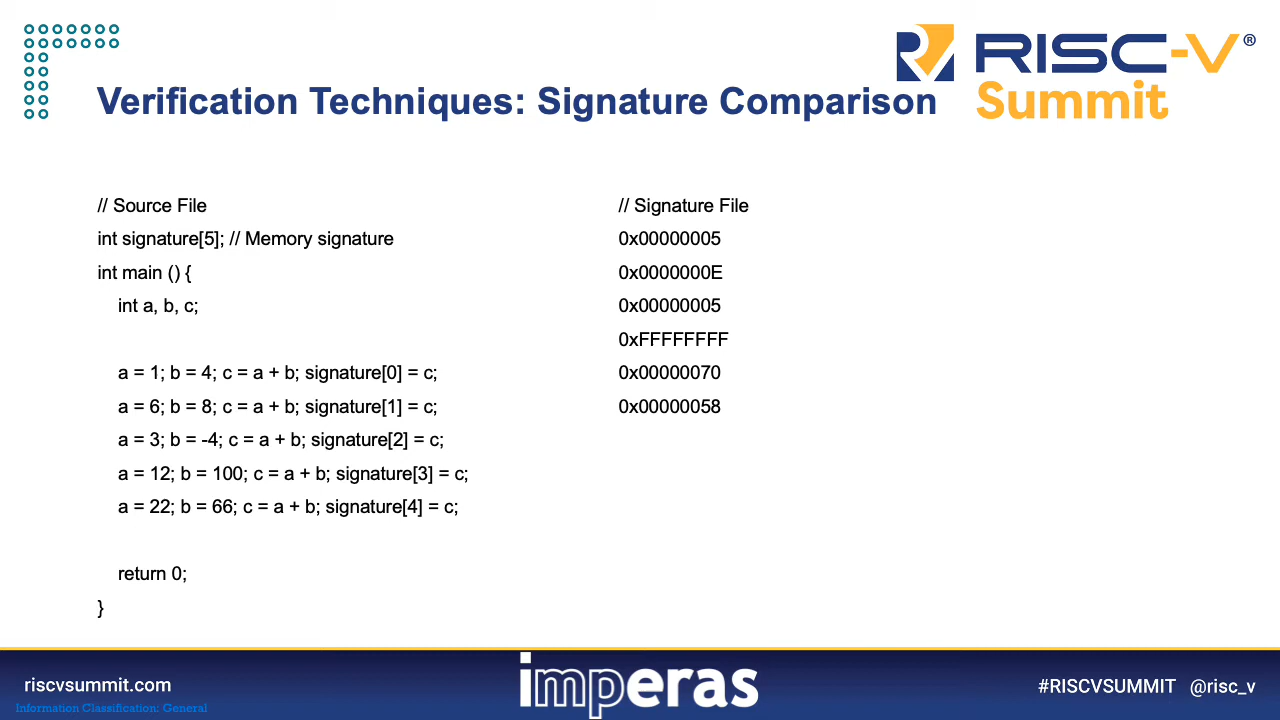 RISC-V®
Summit
Verification Techniques: Signature Comparison
// Source File
int signature[5]; // Memory signature
int main () {
int a, b, c;
a = 1; b = 4; c = a + b; signature[0] = c;
a = 6; b = 8; c = a + b; signature[1] = c;
a = 3; b = -4; c = a + b; signature[2] = c;
a = 12; b = 100; c = a + b; signature[3] = c;
a = 22; b = 66; c = a + b; signature[4] = c;
return 0;
}
// Signature File
0x00000005
0x0000000E
0x00000005
0xFFFFFFFF
0x00000070
0x00000058
riscvsummit.com
Information Classification: General
imperas
#RISCVSUMMIT @risc_v